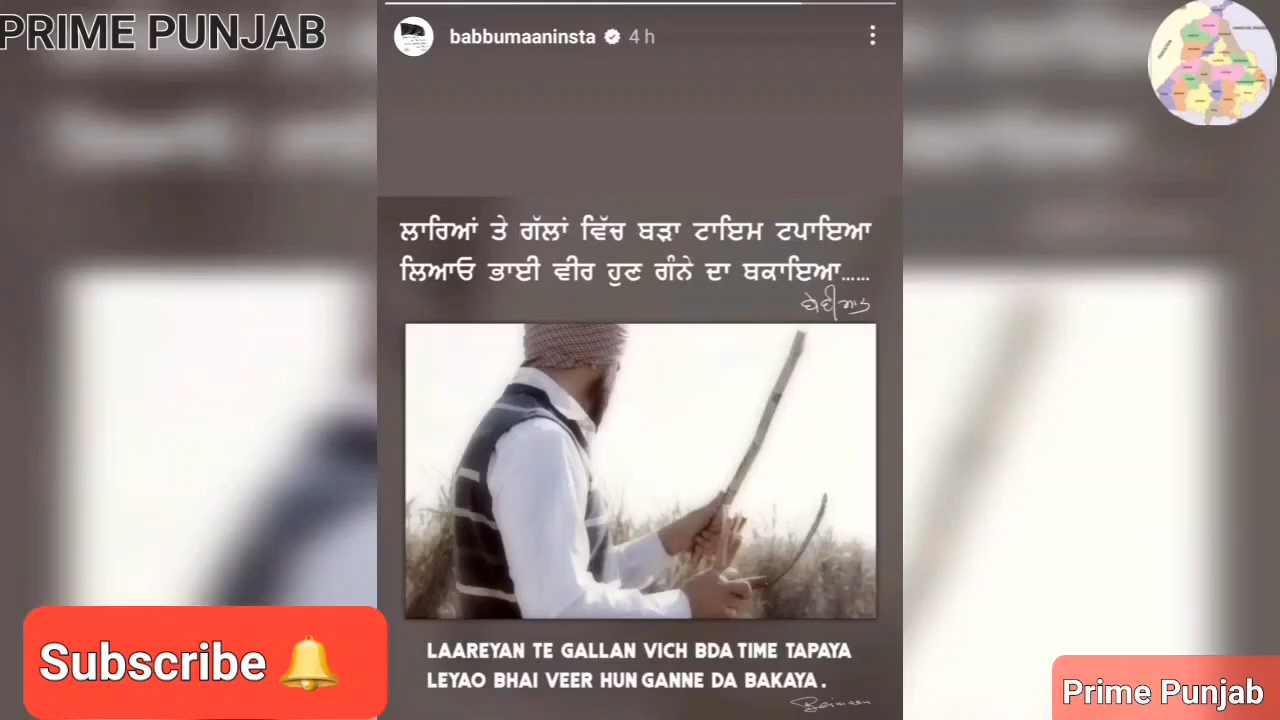 PRIME PUNJAB
babbumaaninsta 4 h
ਲਾਰਿਆਂ ਤੇ ਗੱਲਾਂ ਵਿੱਚ ਬੜਾ ਟਾਇਮ ਟਪਾਇਆ
ਲਿਆਓ ਭਾਈ ਵੀਰ ਹੁਣ ਗੰਨੇ ਦਾ ਬਕਾਇਆ......
LAAREYAN TE GALLAN VICH BDA TIME TAPAYA
LEYAO BHAI VEER HUN GANNE DA BAKAYA .
Subscribe
Prime Punjab